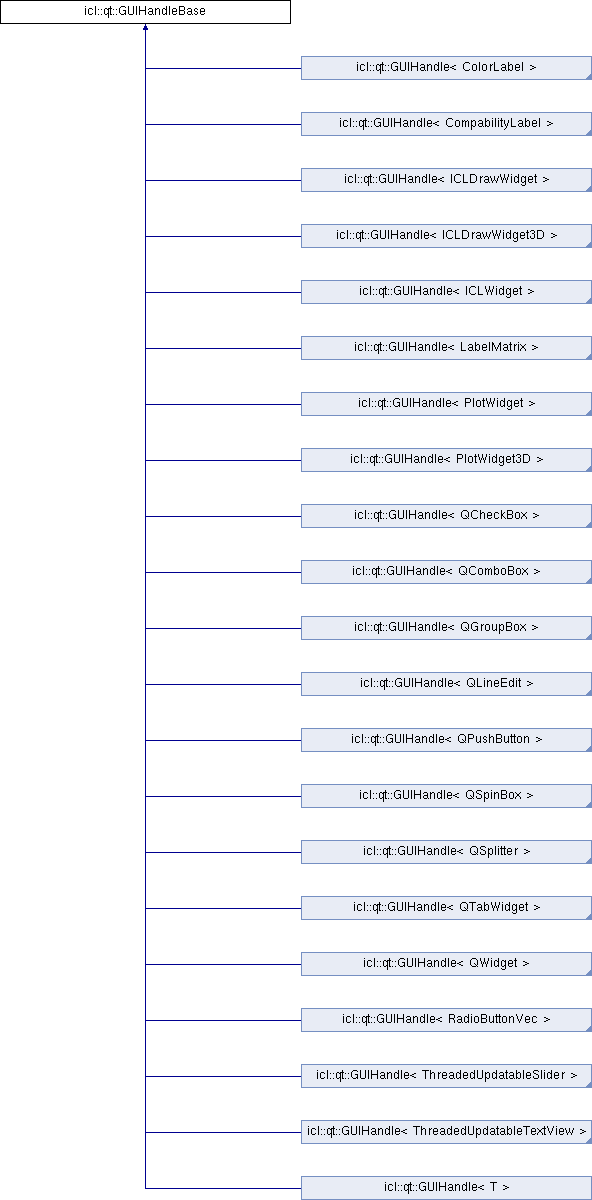 icl::qt::GUIHandleBase
icl::qt::GUIHandle< ColorLabel >
icl::qt::GUIHandle< CompabilityLabel >
icl::qt::GUIHandle< ICLDrawWidget >
icl::qt::GUIHandle< ICLDrawWidget3D >
icl::qt::GUIHandle< ICLWidget >
icl::qt::GUIHandle< LabelMatrix >
icl::qt::GUIHandle< PlotWidget >
icl::qt::GUIHandle< PlotWidget3D >
icl::qt::GUIHandle< QCheckBox >
icl::qt::GUIHandle< QComboBox >
icl::qt::GUIHandle< QGroupBox >
icl::qt::GUIHandle< QLineEdit >
icl::qt::GUIHandle< QPushButton >
icl::qt::GUIHandle< QSpinBox >
icl::qt::GUIHandle< QSplitter >
icl::qt::GUIHandle< QTabWidget >
icl::qt::GUIHandle< QWidget >
icl::qt::GUIHandle< RadioButtonVec >
icl::qt::GUIHandle< ThreadedUpdatableSlider >
icl::qt::GUIHandle< ThreadedUpdatableTextView >
icl::qt::GUIHandle< T >